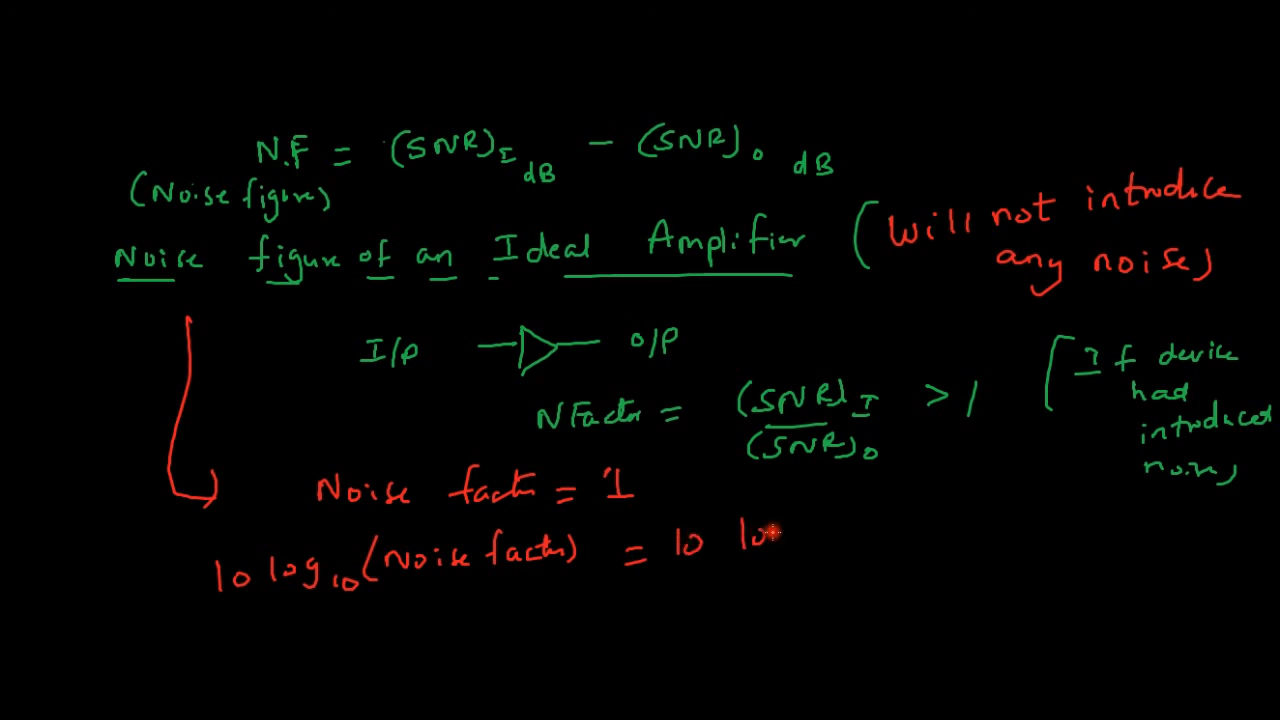 N.F = (SNR)I dB - (SNR)o dB
(Noise figure)
Noise figure of an Ideal Amplifier (Will not introduce
any noise)
I/P O/P
NFactor = (SNR)I / (SNR)o > 1
[If device
had
introduced
noise)
Noise factor = 1
10 log10 (Noise factor) = 10 lo